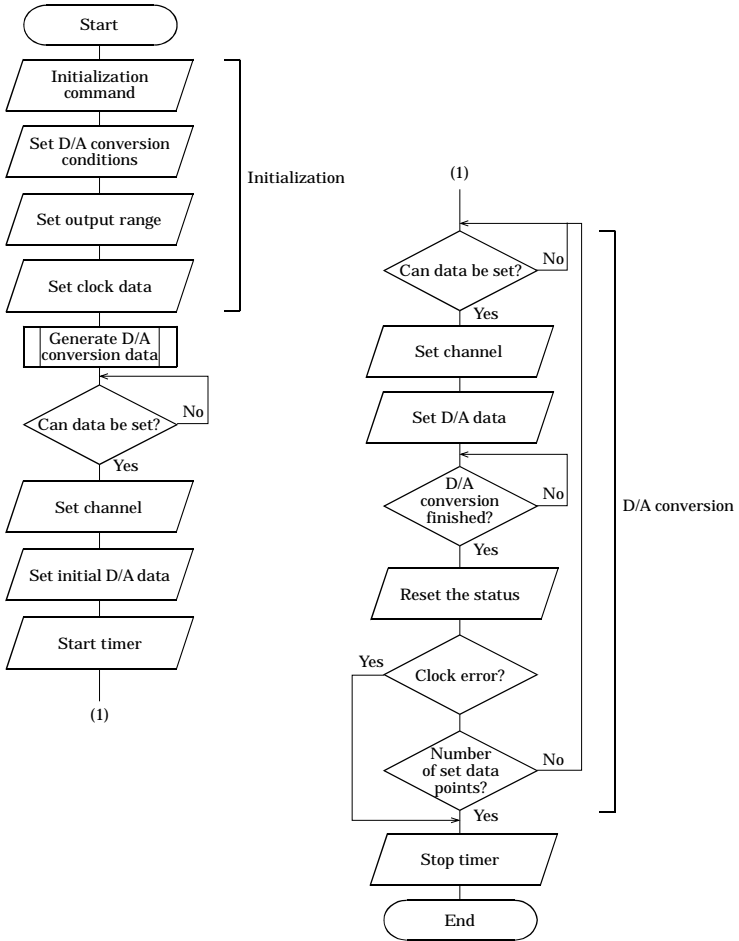 Start
Initialization
command
Set D/A conversion
conditions
Set output range
Set clock data
Initialization
Generate D/A
conversion data
Can data be set?
No
Yes
Set channel
Set initial D/A data
Start timer
(1)
(1)
Can data be set?
No
Yes
Set channel
Set D/A data
D/A
conversion
finished?
No
Yes
Reset the status
Clock error?
Yes
Number
of set data
points?
No
Yes
D/A conversion
Stop timer
End